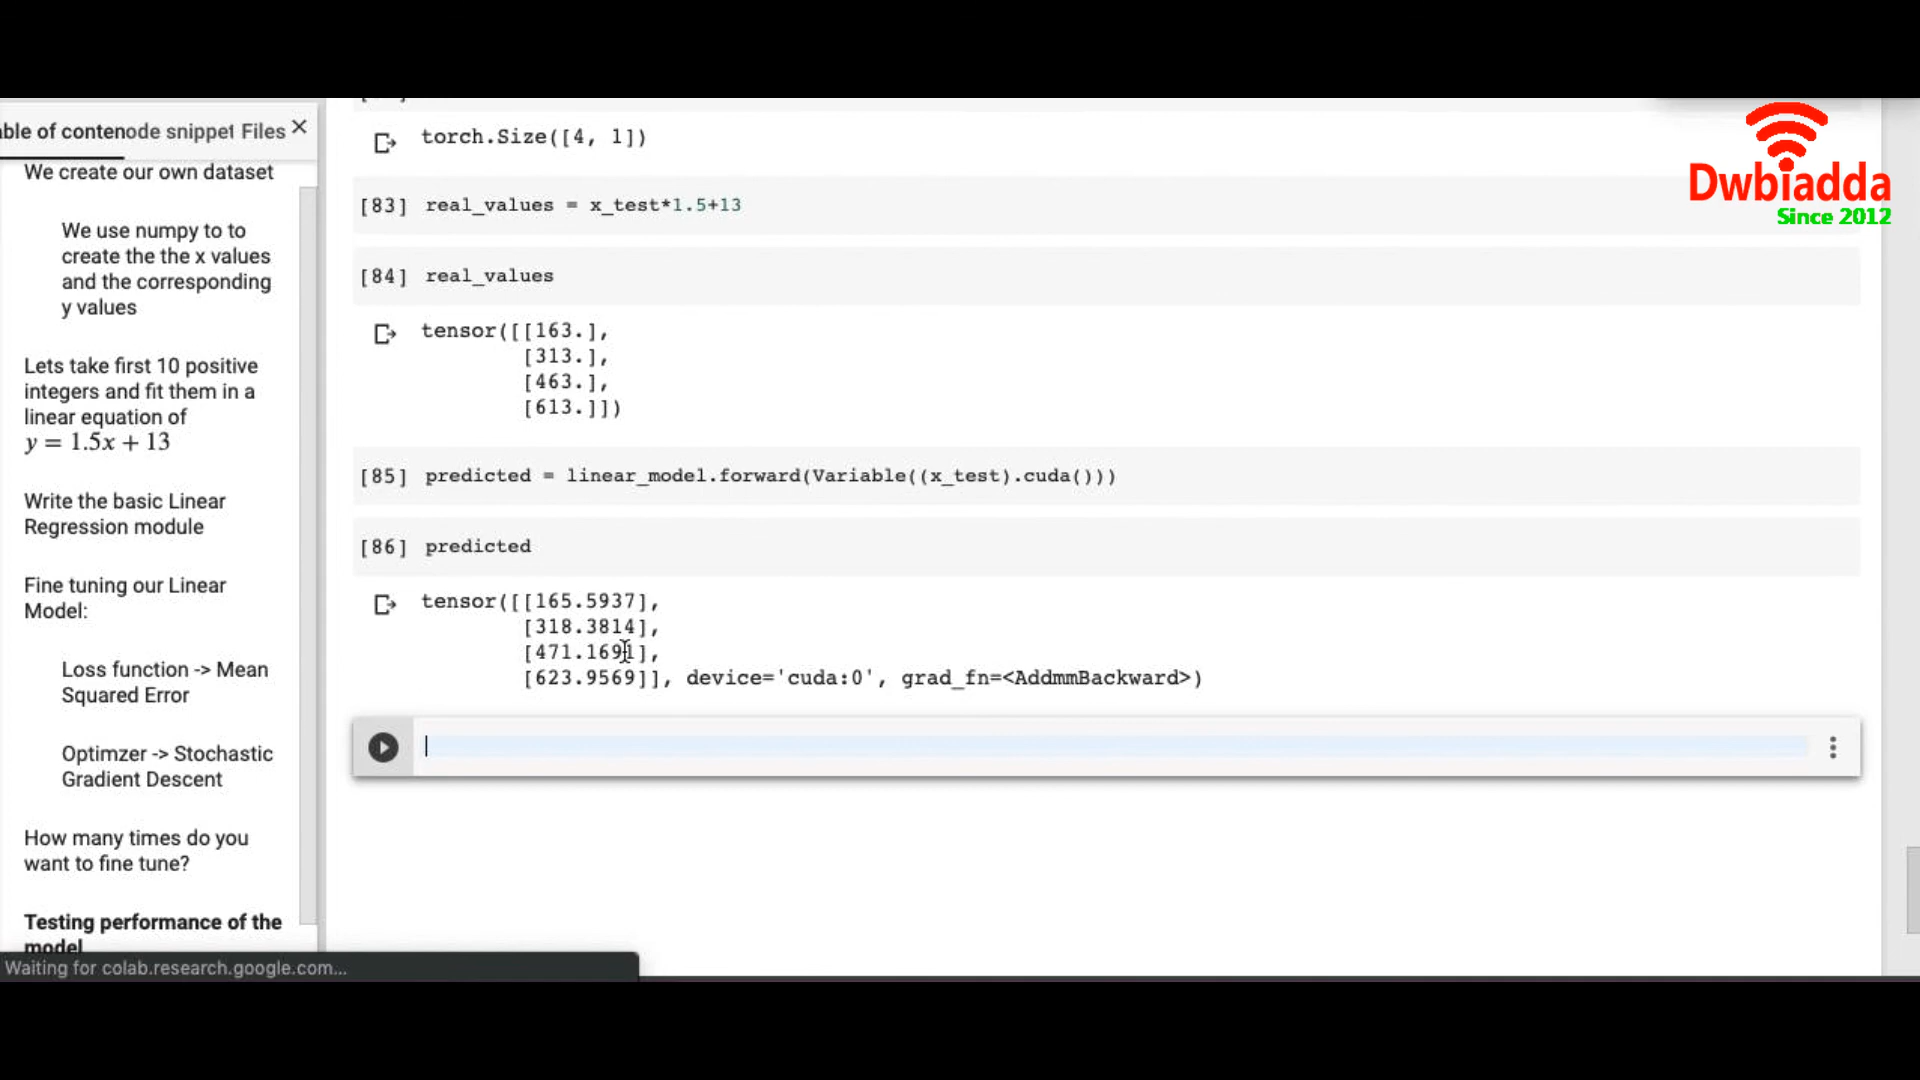 ble of contenode snippet Files
We create our own dataset
We use numpy to to
create the the x values
and the corresponding
y values
Lets take first 10 positive
integers and fit them in a
linear equation of
y = 1.5x + 13
Write the basic Linear
Regression module
Fine tuning our Linear
Model:
Loss function -> Mean
Squared Error
Optimzer -> Stochastic
Gradient Descent
How many times do you
want to fine tune?
Testing performance of the
model
Waiting for colab.research.google.com...
torch.Size([4, 1])
[83] real_values = x_test*1.5+13
[84] real_values
tensor([[163.],
[313.],
[463.],
[613.]])
[85] predicted = linear_model.forward(Variable((x_test).cuda()))
[86] predicted
tensor([[165.5937],
[318.3814],
[471.1691],
[623.9569]], device='cuda:0', grad_fn=<AddmmBackward>)
Dwbiadda
Since 2012